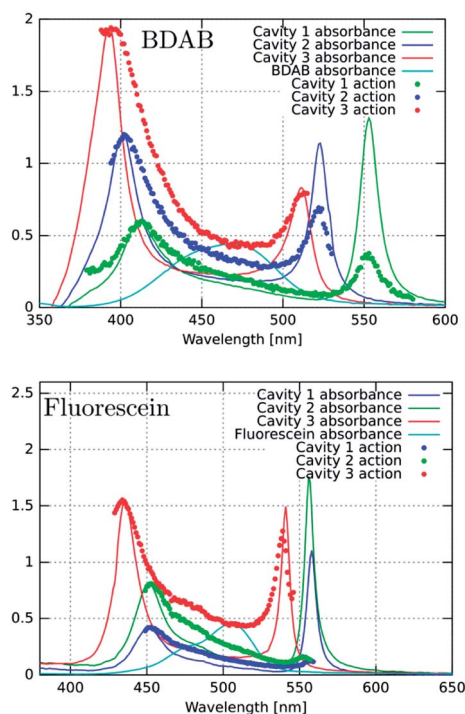 BDAB
Cavity 1 absorbance
Cavity 2 absorbance
Cavity 3 absorbance
BDAB absorbance
Cavity 1 action
Cavity 2 action
Cavity 3 action
2
1.5
1
0.5
0
350 400 450 500 550 600
Wavelength [nm]
Fluorescein
Cavity 1 absorbance
Cavity 2 absorbance
Cavity 3 absorbance
Fluorescein absorbance
Cavity 1 action
Cavity 2 action
Cavity 3 action
2.5
2
1.5
1
0.5
0
400 450 500 550 600 650
Wavelength [nm]